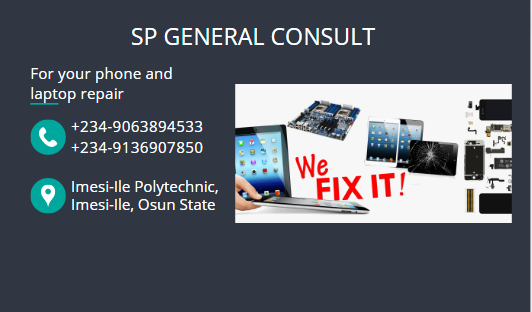 SP GENERAL CONSULT
For your phone and
laptop repair
+234-9063894533
+234-9136907850
Imesi-Ile Polytechnic,
Imesi-Ile, Osun State
We
FIX IT!